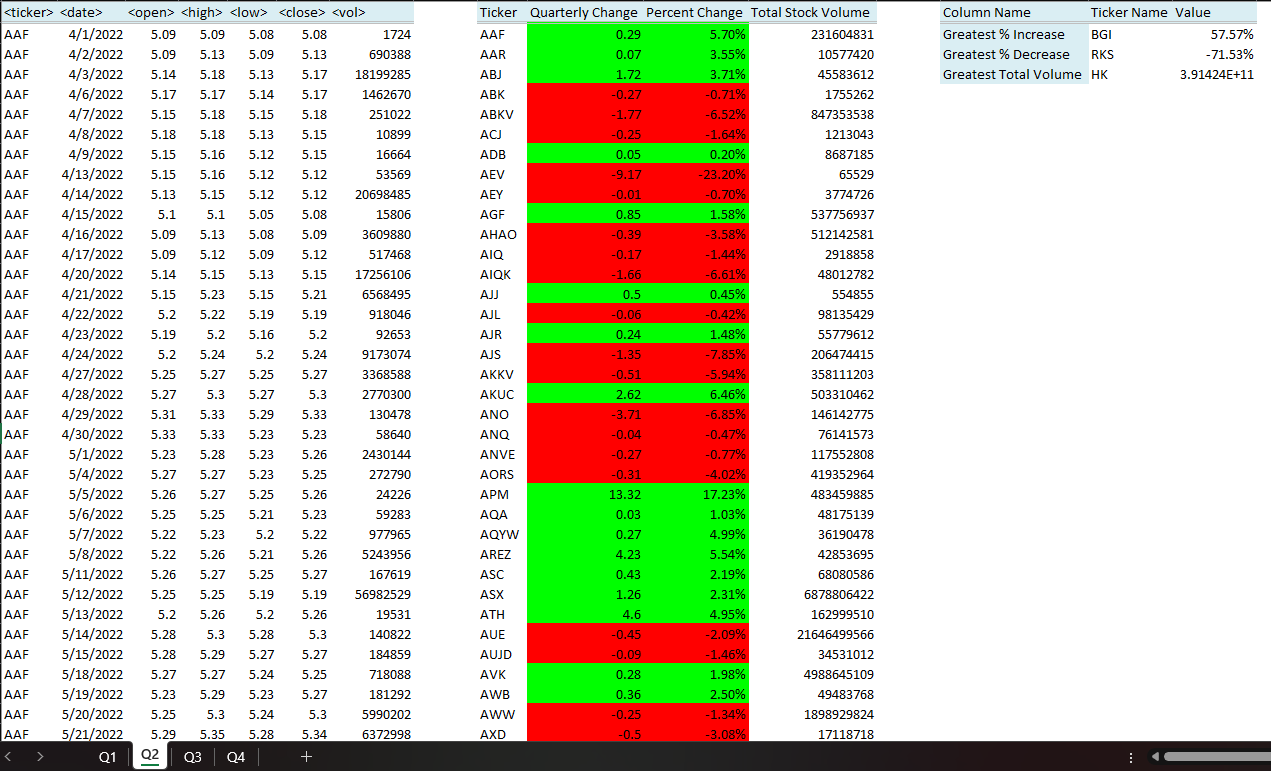 <ticker> <date> <open> <high> <low> <close> <vol> Ticker Quarterly Change Percent Change Total Stock Volume Column Name Ticker Name Value
AAF 4/1/2022 5.09 5.09 5.08 5.08 1724 AAF 0.29 5.70% 231604831 Greatest % Increase BGI 57.57%
AAF 4/2/2022 5.09 5.13 5.09 5.09 690388 AAR 0.07 3.55% 10577420 Greatest % Decrease RKS -71.53%
AAF 4/3/2022 5.14 5.18 5.13 5.17 18199285 ABJ 1.72 3.71% 45583612 Greatest Total Volume HK 3.91424E+11
AAF 4/6/2022 5.17 5.17 5.14 5.17 1462670 ABK -0.27 -0.71% 1755262
AAF 4/7/2022 5.15 5.18 5.15 5.18 251022 ABKV -1.77 -6.52% 847353538
AAF 4/8/2022 5.18 5.18 5.13 5.15 10899 ACJ -0.25 -1.64% 1213043
AAF 4/9/2022 5.15 5.16 5.12 5.15 16664 ADB 0.05 0.20% 8687185
AAF 4/13/2022 5.15 5.16 5.12 5.12 53569 AEV -9.17 -23.20% 65529
AAF 4/14/2022 5.13 5.15 5.12 5.12 20698485 AEY -0.01 -0.70% 3774726
AAF 4/15/2022 5.1 5.1 5.05 5.08 15806 AGF 0.85 1.58% 537756937
AAF 4/16/2022 5.09 5.13 5.08 5.09 3609880 AHAO -0.39 -3.58% 512142581
AAF 4/17/2022 5.09 5.12 5.09 5.12 517468 AIQ -0.17 -1.44% 2918858
AAF 4/20/2022 5.14 5.15 5.13 5.15 17256106 AIQK -1.66 -6.61% 48012782
AAF 4/21/2022 5.15 5.23 5.15 5.21 6568495 AJJ 0.5 0.45% 554855
AAF 4/22/2022 5.2 5.22 5.19 5.19 918046 AJL -0.06 -0.42% 98135429
AAF 4/23/2022 5.19 5.2 5.16 5.2 92653 AJR 0.24 1.48% 55779612
AAF 4/24/2022 5.2 5.24 5.2 5.24 9173074 AJS -1.35 -7.85% 206474415
AAF 4/27/2022 5.25 5.27 5.25 5.27 3368588 AKKV -0.51 -5.94% 358111203
AAF 4/28/2022 5.27 5.3 5.27 5.3 2770300 AKUC 2.62 6.46% 503310462
AAF 4/29/2022 5.31 5.33 5.29 5.33 130478 ANO -3.71 -6.85% 146142775
AAF 4/30/2022 5.33 5.33 5.23 5.23 58640 ANQ -0.04 -0.47% 76141573
AAF 5/1/2022 5.23 5.28 5.23 5.26 2430144 ANVE -0.27 -0.77% 117552808
AAF 5/4/2022 5.27 5.27 5.23 5.25 272790 AORS -0.31 -4.02% 419352964
AAF 5/5/2022 5.26 5.27 5.25 5.26 24226 APM 13.32 17.23% 483459885
AAF 5/6/2022 5.25 5.25 5.21 5.23 59283 AQA 0.03 1.03% 48175139
AAF 5/7/2022 5.22 5.23 5.2 5.22 977965 AQYW 0.27 4.99% 36190478
AAF 5/8/2022 5.22 5.26 5.21 5.26 5243956 AREZ 4.23 5.54% 42853695
AAF 5/11/2022 5.26 5.27 5.25 5.27 167619 ASC 0.43 2.19% 68080586
AAF 5/12/2022 5.25 5.25 5.19 5.19 56982529 ASX 1.26 2.31% 6878806422
AAF 5/13/2022 5.2 5.26 5.2 5.26 19531 ATH 4.6 4.95% 162999510
AAF 5/14/2022 5.28 5.3 5.28 5.3 140822 AUE -0.45 -2.09% 21646499566
AAF 5/15/2022 5.28 5.29 5.27 5.27 184859 AUJD -0.09 -1.46% 34531012
AAF 5/18/2022 5.27 5.27 5.24 5.25 718088 AVK 0.28 1.98% 4988645109
AAF 5/19/2022 5.23 5.29 5.23 5.27 181292 AWB 0.36 2.50% 49483768
AAF 5/20/2022 5.25 5.3 5.24 5.3 5990202 AWW -0.25 -1.34% 1898929824
AAF 5/21/2022 5.29 5.35 5.28 5.34 6372998 AXD -0.5 -3.08% 17118718
Q1 Q2 Q3 Q4